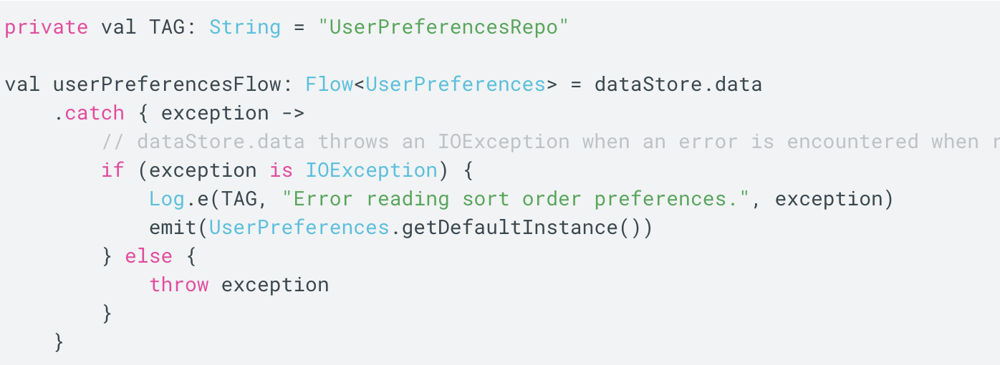 private val TAG: String = "UserPreferencesRepo"
val userPreferencesFlow: Flow<UserPreferences> = dataStore.data
.catch { exception ->
// dataStore.data throws an IOException when an error is encountered when
if (exception is IOException) {
Log.e(TAG, "Error reading sort order preferences.", exception)
emit(UserPreferences.getDefaultInstance())
} else {
throw exception
}
}